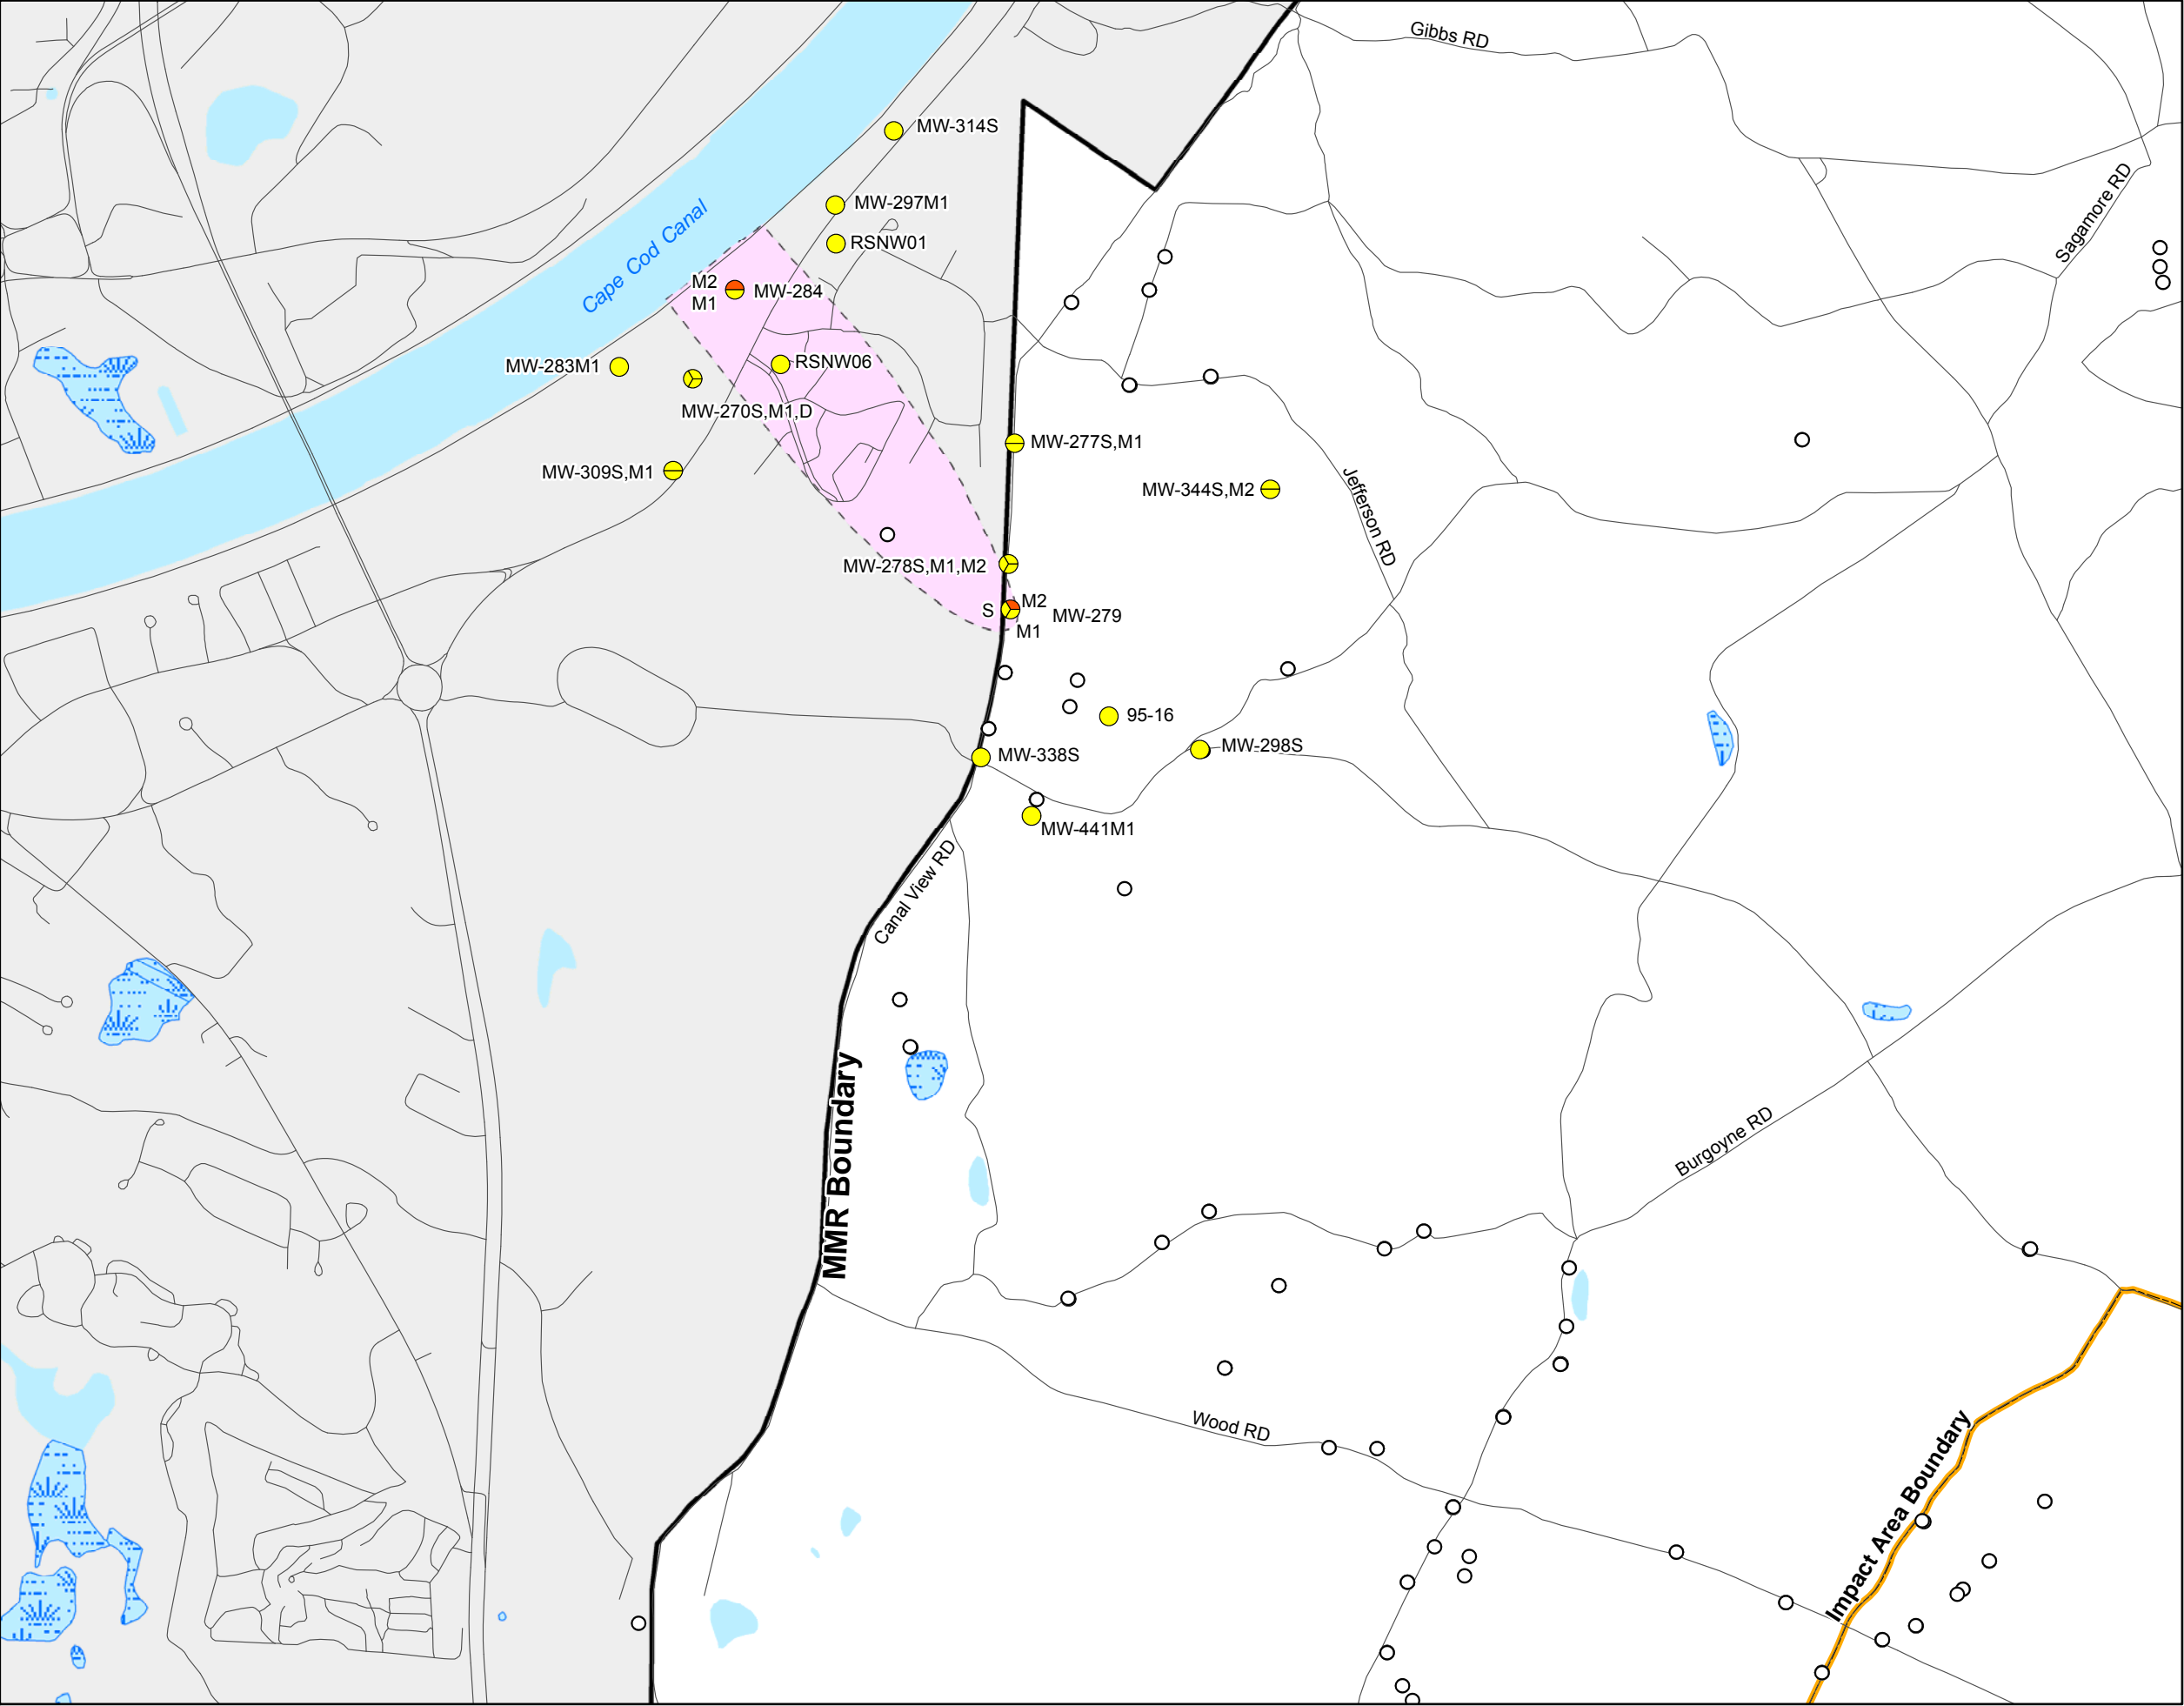 Gibbs RD
MW-314S
Sagamore RD
MW-297M1
Cape Cod Canal
RSNW01
M2
M1
MW-284
MW-283M1
RSNW06
MW-270S,M1,D
MW-277S,M1
MW-309S,M1
MW-344S,M2
Jefferson RD
MW-278S,M1,M2
S
M2
MW-279
M1
95-16
MW-298S
MW-338S
MW-441M1
Canal View RD
MMR Boundary
Burgoyne RD
Wood RD
Impact Area Boundary